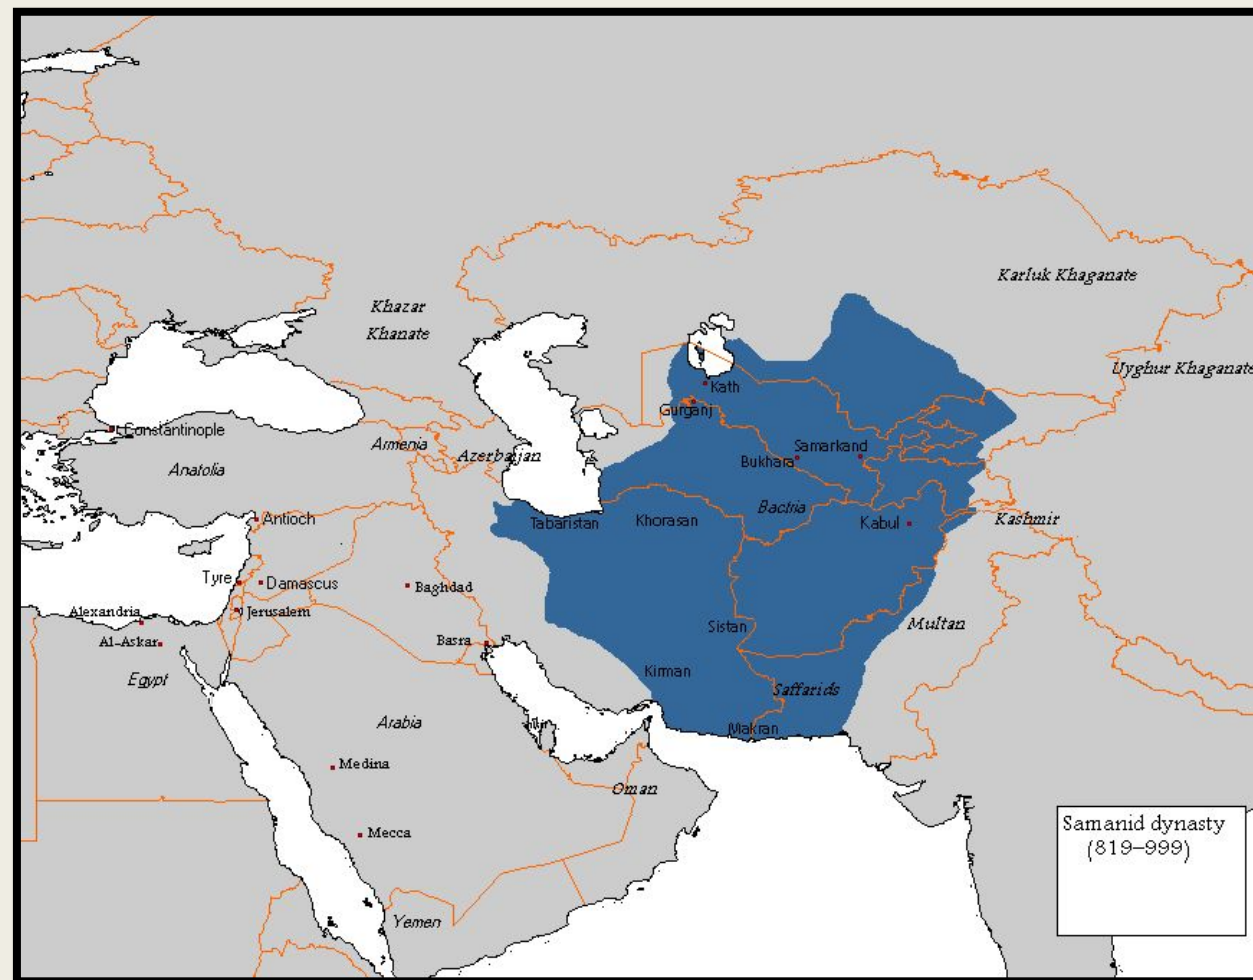 Karluk Khaganate
Khazar
Khanate
Uyghur Khaganate
Kath
Gurganj
Constantinople
Armenia
Samarkand
Azerbaijan
Bukhara
Anatolia
Bactria
Antioch
Tabaristan
Khorasan
Kabul
Kashmir
Tyre
Damascus
Baghdad
Alexandria
Jerusalem
Al-Askar
Basra
Sistan
Multan
Egypt
Kirman
Saffarids
Arabia
Makran
Medina
Oman
Mecca
Samanid dynasty
(819–999)
Yemen